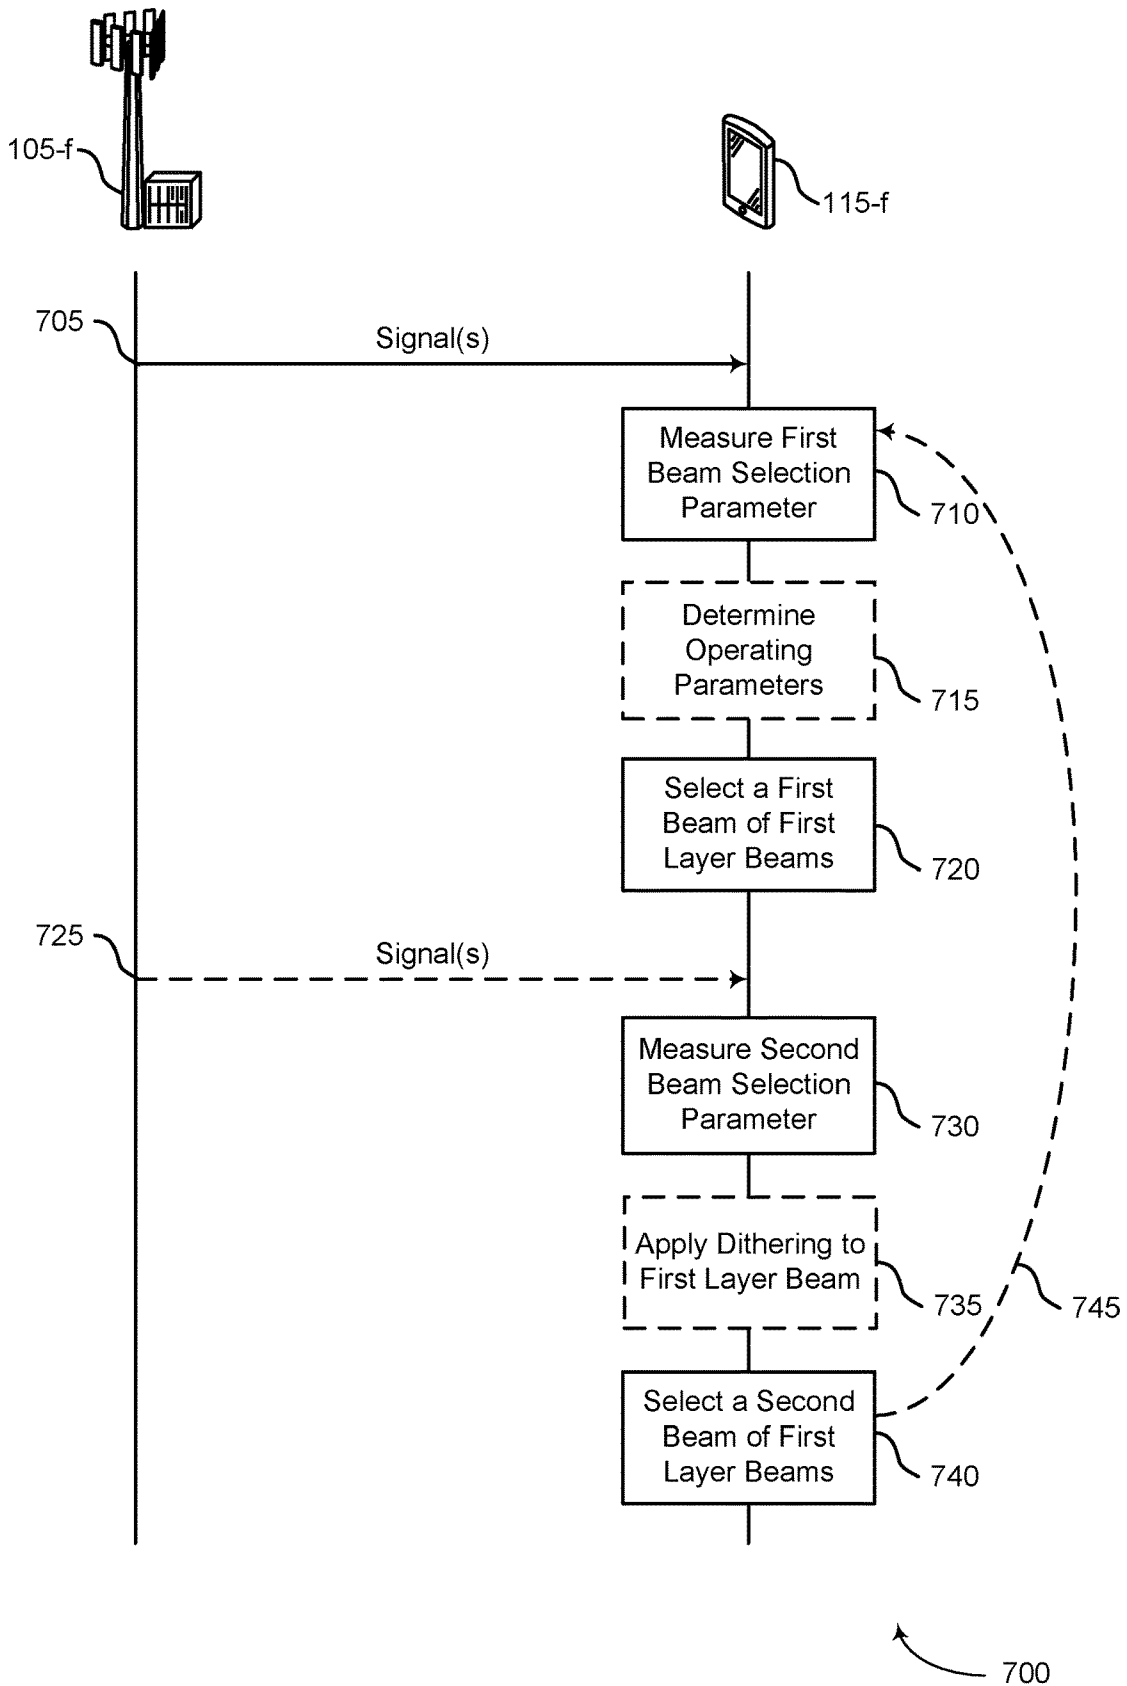 105-f
115-f
705
Signal(s)
Measure First
Beam Selection
Parameter
710
Determine
Operating
Parameters
715
Select a First
Beam of First
Layer Beams
720
725
Signal(s)
Measure Second
Beam Selection
Parameter
730
Apply Dithering to
First Layer Beam
735
745
Select a Second
Beam of First
Layer Beams
740
700